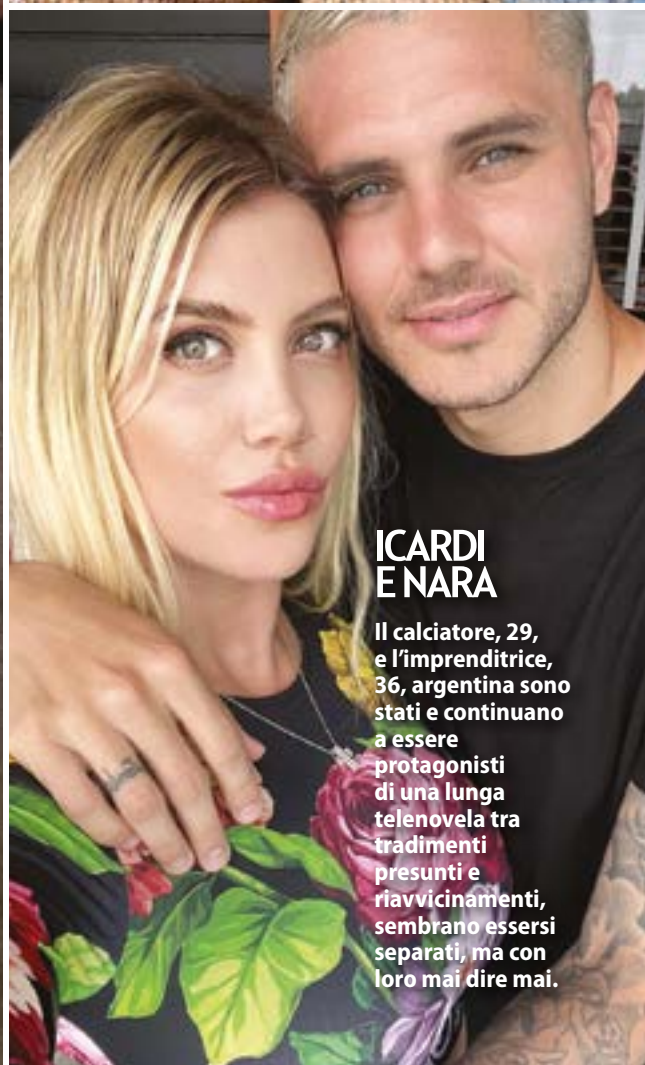 ICARDI
E NARA
Il calciatore, 29,
e l’imprenditrice,
36, argentina sono
stati e continuano
a essere
protagonisti
di una lunga
telenovela tra
tradimenti
presunti e
riavvicinamenti,
sembrano essersi
separati, ma con
loro mai dire mai.